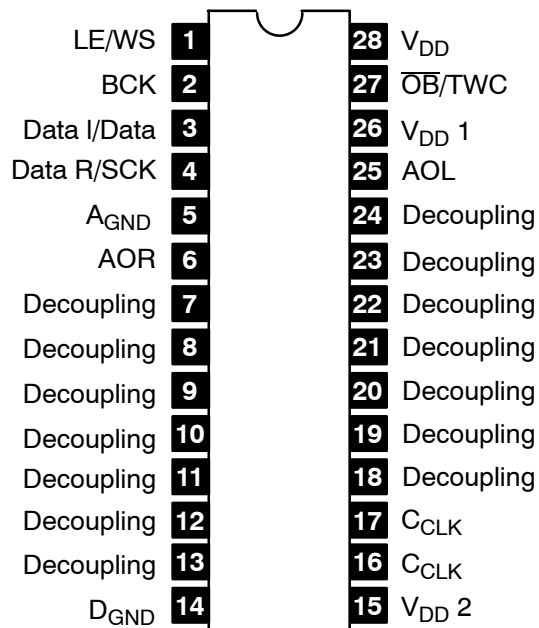 LE/WS 1 28 VDD
BCK 2 27 OB/TWC
Data I/Data 3 26 VDD 1
Data R/SCK 4 25 AOL
AGND 5 24 Decoupling
AOR 6 23 Decoupling
Decoupling 7 22 Decoupling
Decoupling 8 21 Decoupling
Decoupling 9 20 Decoupling
Decoupling 10 19 Decoupling
Decoupling 11 18 Decoupling
Decoupling 12 17 CCLK
Decoupling 13 16 CCLK
DGND 14 15 VDD 2